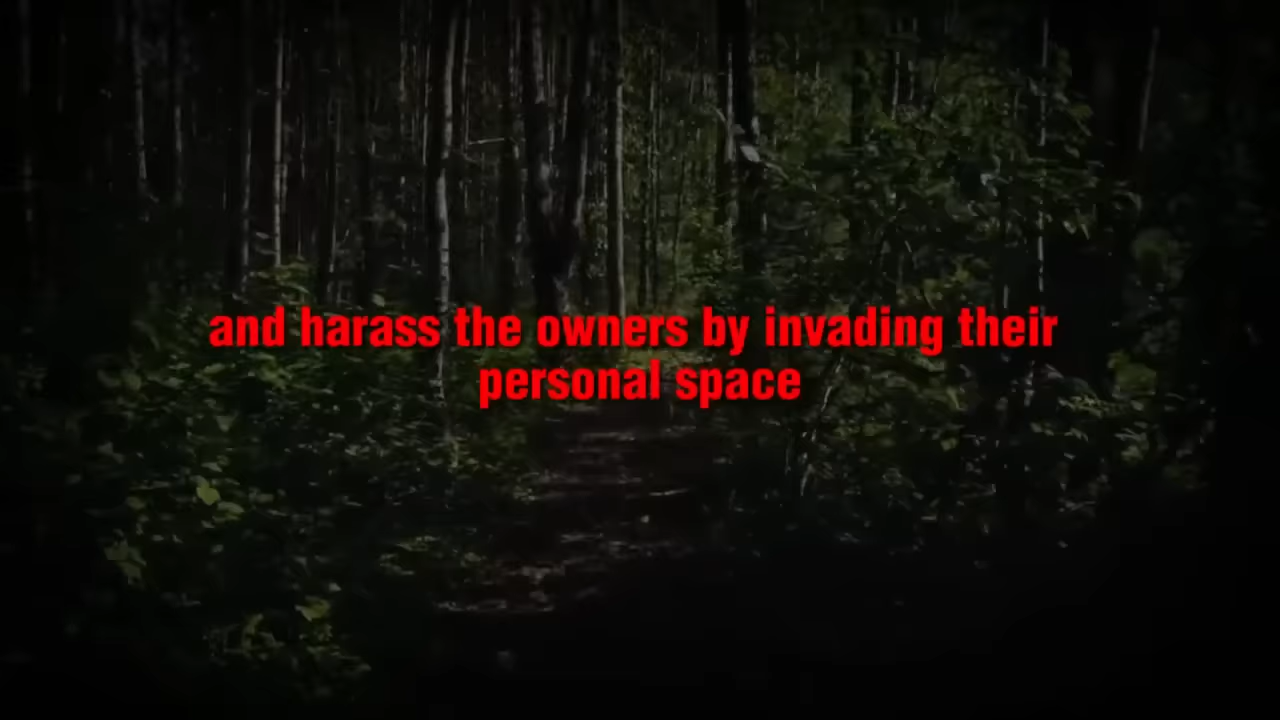 and harass the owners by invading their
personal space